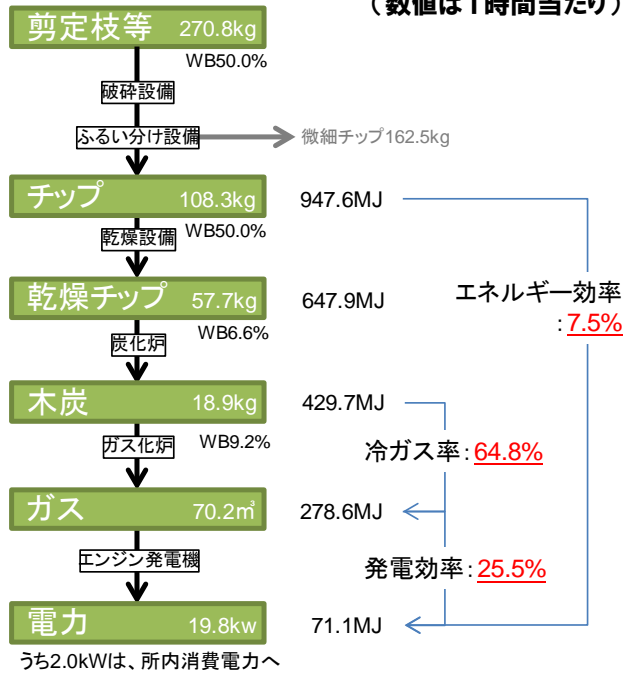 （数値は1時間当たり）
剪定枝等 270.8kg
WB50.0%
破砕設備
ふるい分け設備 微細チップ162.5kg
チップ 108.3kg 947.6MJ
乾燥設備 WB50.0%
乾燥チップ 57.7kg 647.9MJ
エネルギー効率
：7.5%
WB6.6%
炭化炉
木炭 18.9kg 429.7MJ
ガス化炉 WB9.2%
冷ガス率：64.8%
ガス 70.2㎥ 278.6MJ
エンジン発電機
発電効率：25.5%
電力 19.8kw 71.1MJ
うち2.0kWは、所内消費電力へ